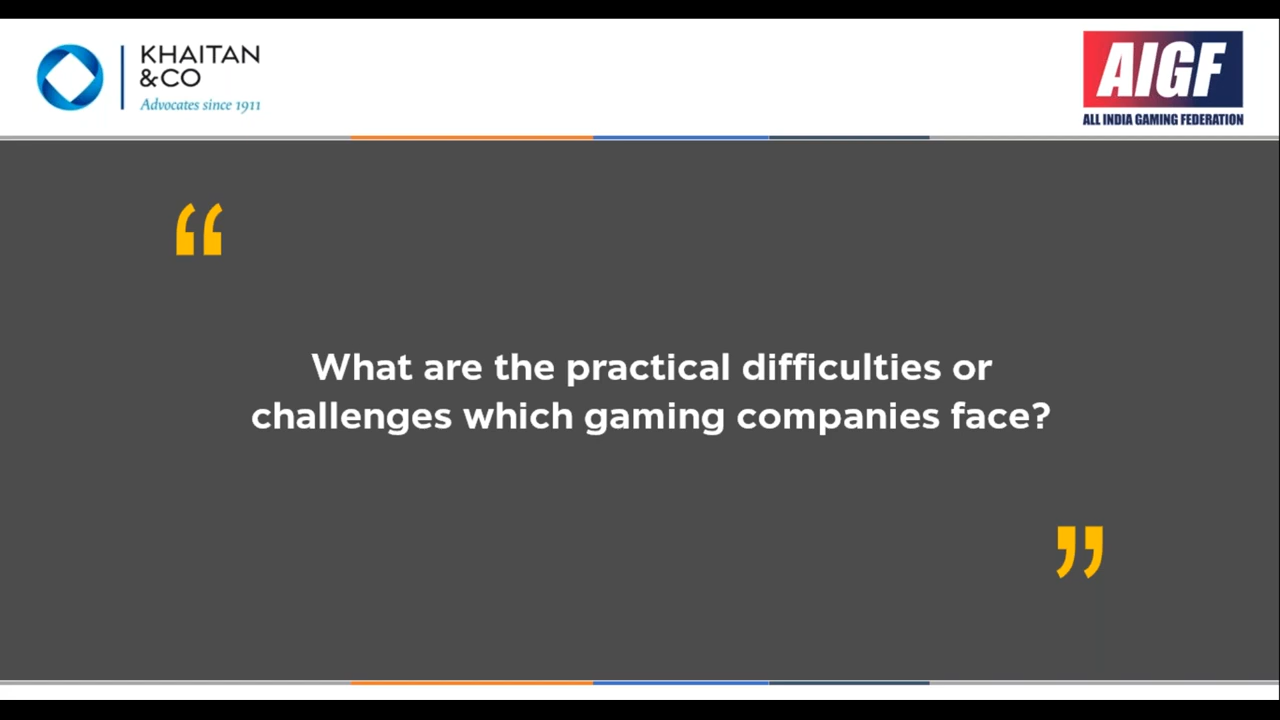 KHAITAN
&CO
Advocates since 1911
AIGF
ALL INDIA GAMING FEDERATION
“
What are the practical difficulties or
challenges which gaming companies face?
”